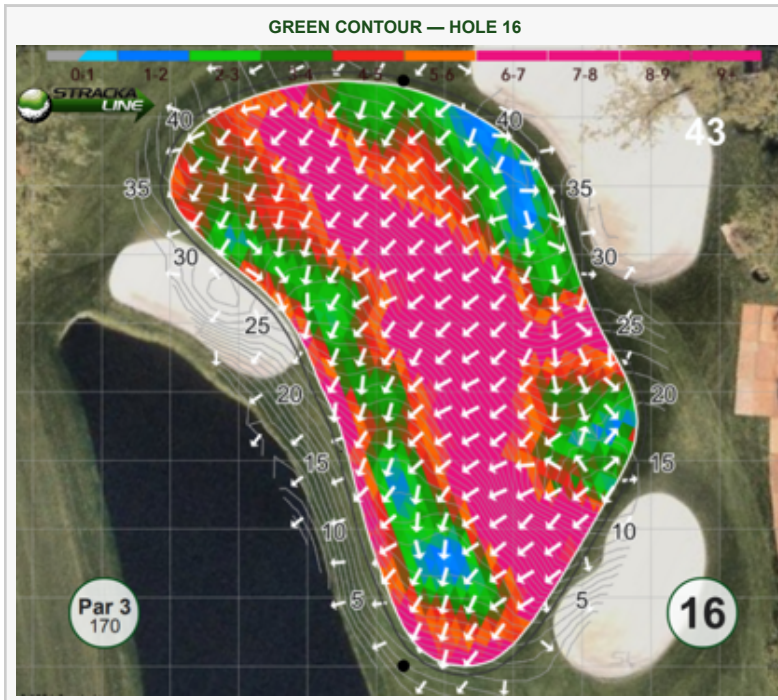 GREEN CONTOUR — HOLE 16
0-1 1-2 2-3 3-4 4-5 5-6 6-7 7-8 8-9 9+
STRACKA
LINE
43
40 40
35 35
30 30
25 25
20 20
15 15
10 10
5 5
Par 3
170
16